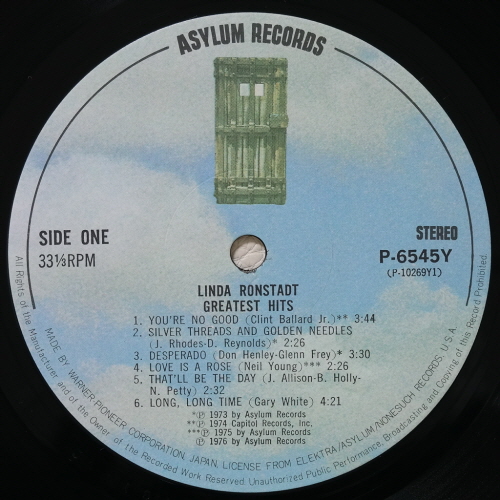 ASYLUM RECORDS
SIDE ONE
33⅓RPM
STEREO
P-6545Y
(P-10269Y1)
LINDA RONSTADT
GREATEST HITS
1. YOU'RE NO GOOD (Clint Ballard Jr.)** 3:44
2. SILVER THREADS AND GOLDEN NEEDLES
(J. Rhodes-D. Reynolds)* 2:26
3. DESPERADO (Don Henley-Glenn Frey)* 3:30
4. LOVE IS A ROSE (Neil Young)*** 2:26
5. THAT'LL BE THE DAY (J. Allison-B. Holly-
N. Petty) 2:32
6. LONG, LONG TIME (Gary White) 4:21
*℗ 1973 by Asylum Records
**℗ 1974 Capitol Records, Inc.
***℗ 1975 by Asylum Records
℗ 1976 by Asylum Records
MADE BY WARNER-PIONEER CORPORATION, JAPAN. LICENSE FROM ELEKTRA/ASYLUM/NONESUCH RECORDS, U.S.A.
All Rights of the Manufacturer and of the Owner of the Recorded Work Reserved. Unauthorized Public Performance, Broadcasting and Copying of this Record Prohibited